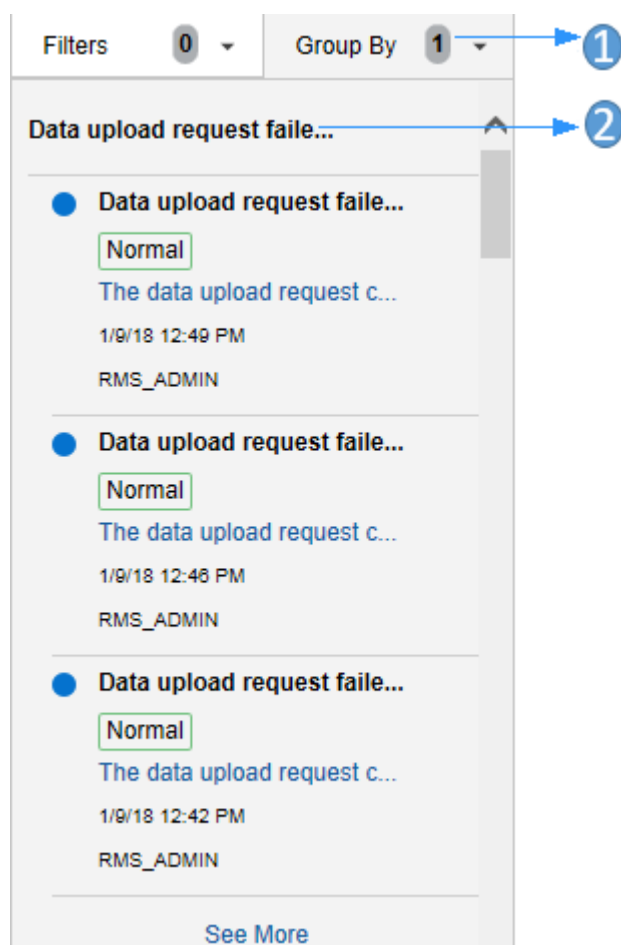 Filters 0 Group By 1 1
Data upload request faile... 2
Data upload request faile...
Normal
The data upload request c...
1/9/18 12:49 PM
RMS_ADMIN
Data upload request faile...
Normal
The data upload request c...
1/9/18 12:46 PM
RMS_ADMIN
Data upload request faile...
Normal
The data upload request c...
1/9/18 12:42 PM
RMS_ADMIN
See More